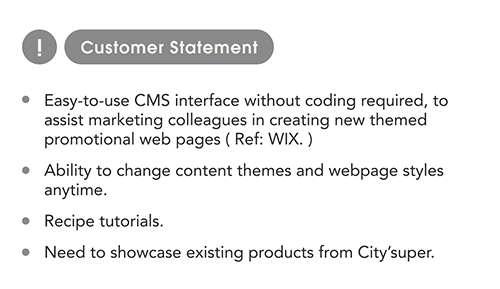 ! Customer Statement
• Easy-to-use CMS interface without coding required, to
assist marketing colleagues in creating new themed
promotional web pages ( Ref: WIX. )
• Ability to change content themes and webpage styles
anytime.
• Recipe tutorials.
• Need to showcase existing products from City’super.